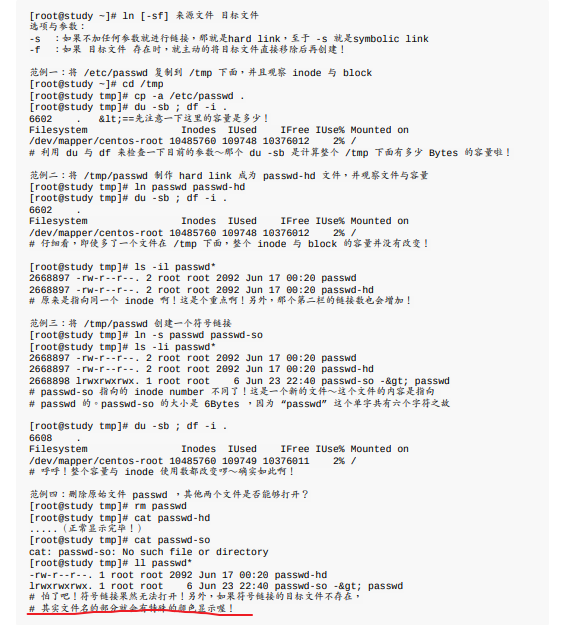 [root@study ~]# ln [-sf] 来源文件 目标文件
选项与参数：
-s ：如果不加任何参数就进行链接，那就是hard link，至于 -s 就是symbolic link
-f ：如果 目标文件 存在时，就主动的将目标文件直接移除后再创建！
范例一：将 /etc/passwd 复制到 /tmp 下面，并且观察 inode 与 block
[root@study ~]# cd /tmp
[root@study tmp]# cp -a /etc/passwd .
[root@study tmp]# du -sb ; df -i .
6602 . &lt;==先注意一下这里的容量是多少！
Filesystem Inodes IUsed IFree IUse% Mounted on
/dev/mapper/centos-root 10485760 109748 10376012 2% /
# 利用 du 与 df 来检查一下目前的参数～那个 du -sb 是计算整个 /tmp 下面有多少 Bytes 的容量啦！
范例二：将 /tmp/passwd 制作 hard link 成为 passwd-hd 文件，并观察文件与容量
[root@study tmp]# ln passwd passwd-hd
[root@study tmp]# du -sb ; df -i .
6602 .
Filesystem Inodes IUsed IFree IUse% Mounted on
/dev/mapper/centos-root 10485760 109748 10376012 2% /
# 仔细看，即使多了一个文件在 /tmp 下面，整个 inode 与 block 的容量并没有改变！
[root@study tmp]# ls -il passwd*
2668897 -rw-r--r--. 2 root root 2092 Jun 17 00:20 passwd
2668897 -rw-r--r--. 2 root root 2092 Jun 17 00:20 passwd-hd
# 原来是指向同一个 inode 啊！这是个重点啊！另外，那个第二栏的链接数也会增加！
范例三：将 /tmp/passwd 创建一个符号链接
[root@study tmp]# ln -s passwd passwd-so
[root@study tmp]# ls -li passwd*
2668897 -rw-r--r--. 2 root root 2092 Jun 17 00:20 passwd
2668897 -rw-r--r--. 2 root root 2092 Jun 17 00:20 passwd-hd
2668898 lrwxrwxrwx. 1 root root 6 Jun 23 22:40 passwd-so -&gt; passwd
# passwd-so 指向的 inode number 不同了！这是一个新的文件～这个文件的内容是指向
# passwd 的。passwd-so 的大小是 6Bytes ，因为 “passwd” 这个单字共有六个字符之故
[root@study tmp]# du -sb ; df -i .
6608 .
Filesystem Inodes IUsed IFree IUse% Mounted on
/dev/mapper/centos-root 10485760 109749 10376011 2% /
# 呼呼！整个容量与 inode 使用数都改变啰～确实如此啊！
范例四：删除原始文件 passwd ，其他两个文件是否能够打开？
[root@study tmp]# rm passwd
[root@study tmp]# cat passwd-hd
.....（正常显示完毕！）
[root@study tmp]# cat passwd-so
cat: passwd-so: No such file or directory
[root@study tmp]# ll passwd*
-rw-r--r--. 1 root root 2092 Jun 17 00:20 passwd-hd
lrwxrwxrwx. 1 root root 6 Jun 23 22:40 passwd-so -&gt; passwd
# 怕了吧！符号链接果然无法打开！另外，如果符号链接的目标文件不存在，
# 其实文件名的部分就会有特殊的颜色显示喔！